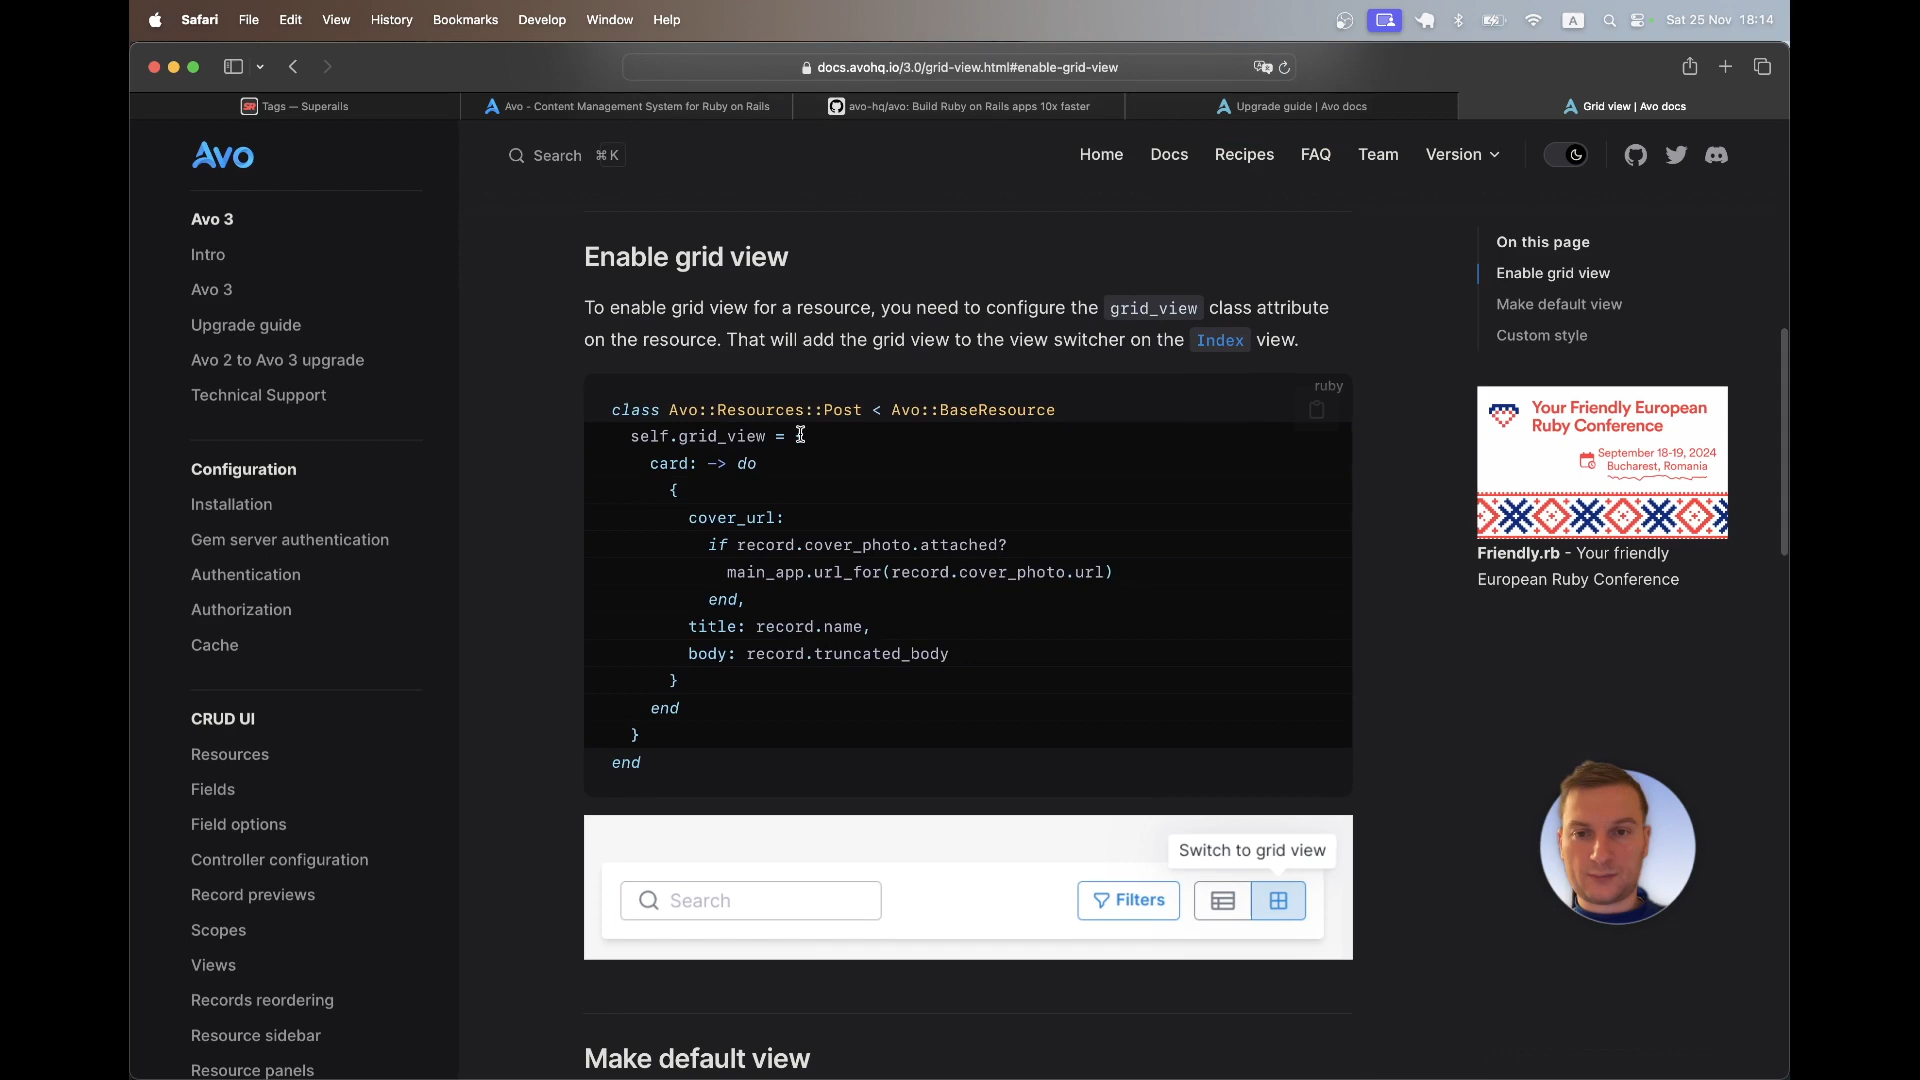 Safari File Edit View History Bookmarks Develop Window Help A Sat 25 Nov 18:14
docs.avohq.io/3.0/grid-view.html#enable-grid-view
SR Tags — Superails
Avo - Content Management System for Ruby on Rails
avo-hq/avo: Build Ruby on Rails apps 10x faster
Upgrade guide | Avo docs
Grid view | Avo docs
Avo
Search ⌘ K
Home Docs Recipes FAQ Team Version
Avo 3
Intro
Avo 3
Upgrade guide
Avo 2 to Avo 3 upgrade
Technical Support
Configuration
Installation
Gem server authentication
Authentication
Authorization
Cache
CRUD UI
Resources
Fields
Field options
Controller configuration
Record previews
Scopes
Views
Records reordering
Resource sidebar
Resource panels
Enable grid view
To enable grid view for a resource, you need to configure the grid_view class attribute
on the resource. That will add the grid view to the view switcher on the Index view.
ruby
class Avo::Resources::Post < Avo::BaseResource
self.grid_view = {
card: -> do
{
cover_url:
if record.cover_photo.attached?
main_app.url_for(record.cover_photo.url)
end,
title: record.name,
body: record.truncated_body
}
end
}
end
Switch to grid view
Search
Filters
Make default view
On this page
Enable grid view
Make default view
Custom style
Your Friendly European
Ruby Conference
September 18-19, 2024
Bucharest, Romania
Friendly.rb - Your friendly
European Ruby Conference